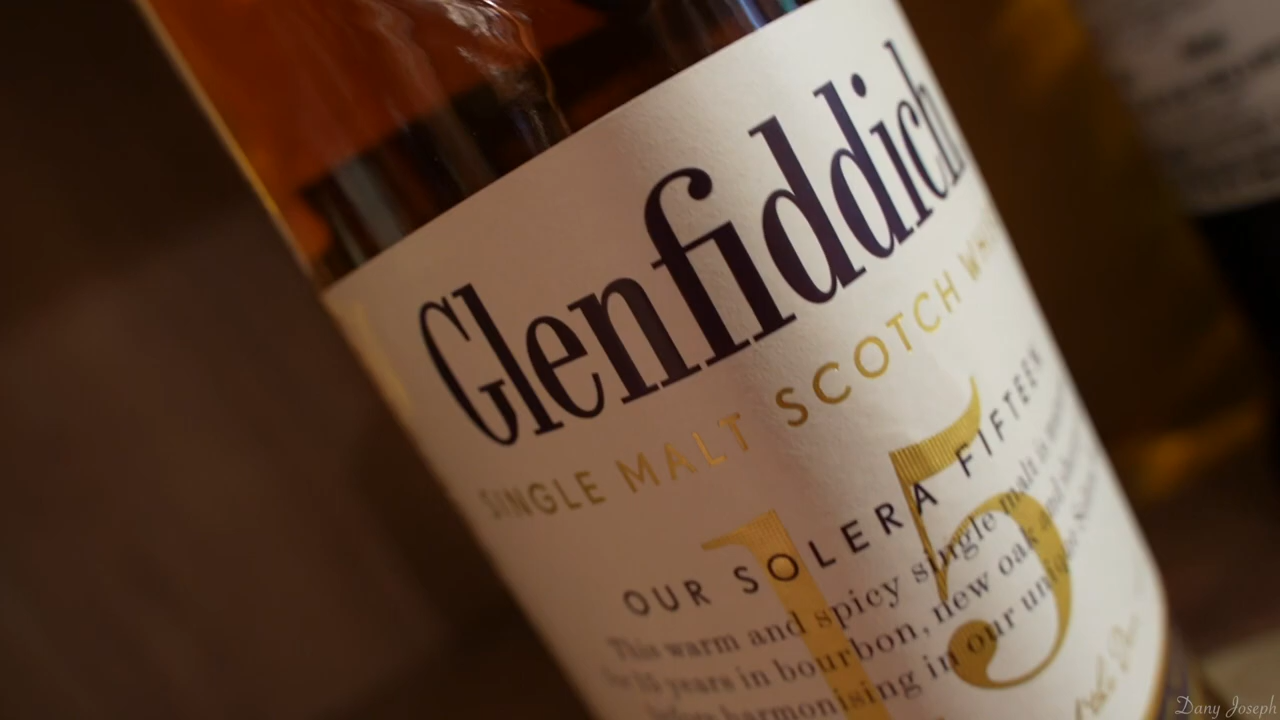 Glenfiddich
SINGLE MALT SCOTCH
15
OUR SOLERA FIFTEEN
This warm and spicy single malt is
15 years in bourbon, new oak and
harmonising in our unique
Dany Joseph